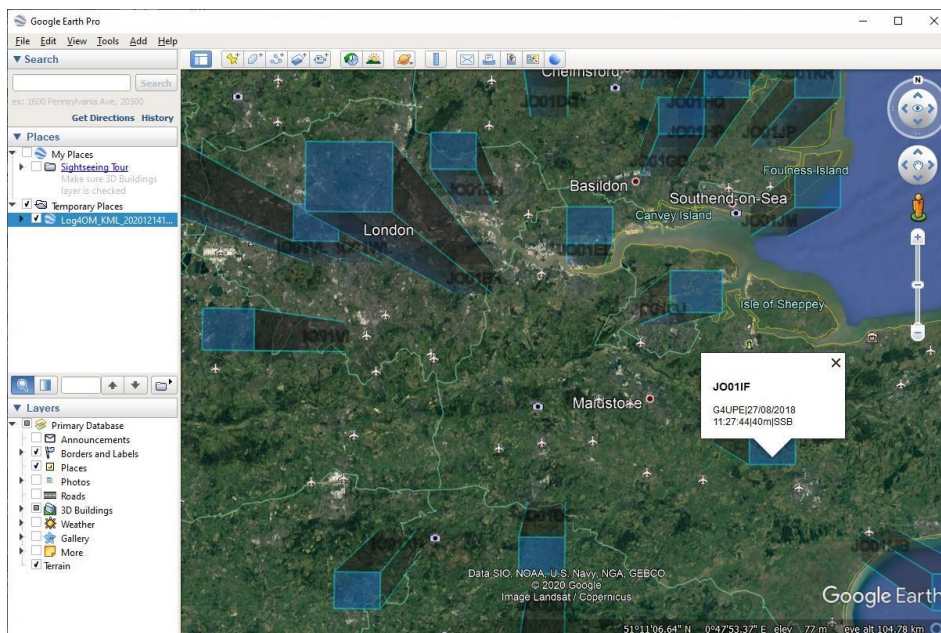 Google Earth Pro
File Edit View Tools Add Help
Search
Search
ex: 1600 Pennsylvania Ave, 20500
Get Directions History
Places
My Places
Sightseeing Tour
Make sure 3D Buildings
layer is checked
Temporary Places
Log4OM_KML_202012141...
Layers
Primary Database
Announcements
Borders and Labels
Places
Photos
Roads
3D Buildings
Weather
Gallery
More
Terrain
Chelmsford
JO01HQ
JO01HP
JO01JP
JO01GO
Foulness Island
Basildon
Southend-on-Sea
Canvey Island
JO01JM
London
Isle of Sheppey
JO01IF
G4UPE|27/08/2018
11:27:44|40m|SSB
Maidstone
N
Data SIO, NOAA, U.S. Navy, NGA, GEBCO
© 2020 Google
Image Landsat / Copernicus
Google Earth
51°11'06.64" N 0°47'53.37" E elev 77 m eye alt 104.78 km